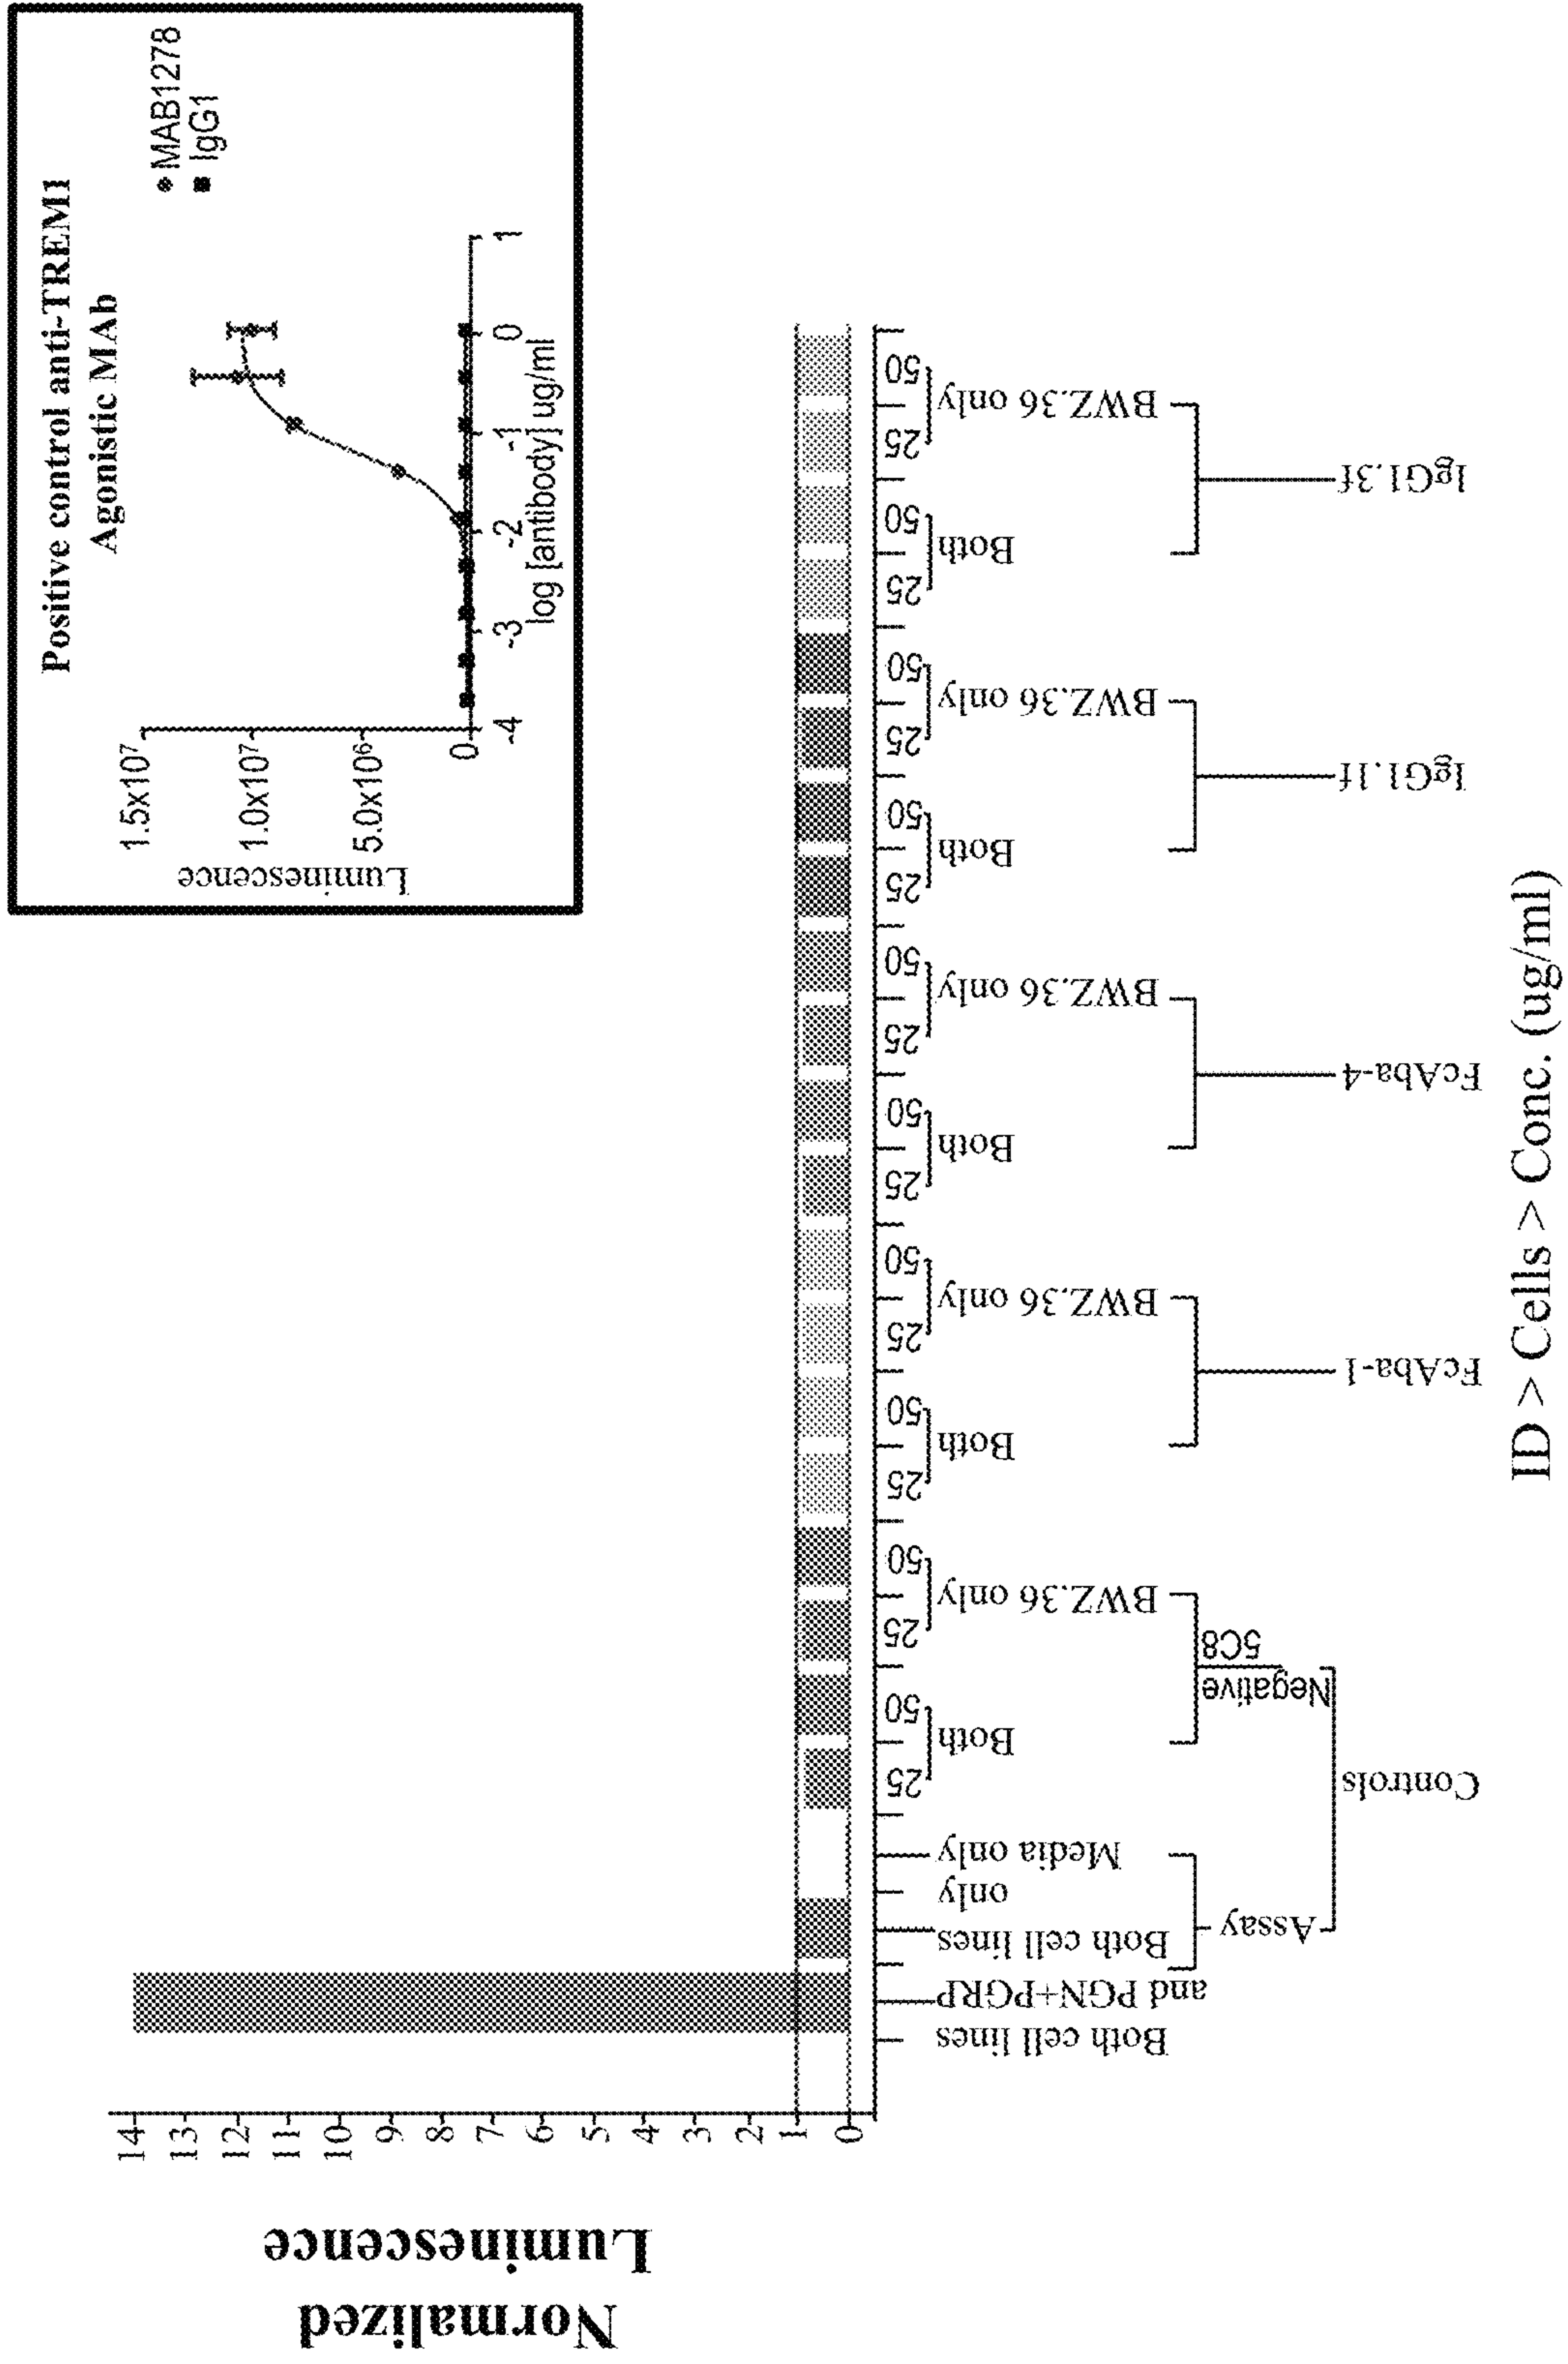 Positive control anti-TREM1
Agonistic MAb
MAB1278
IgG1
Luminescence
1.5x10⁷
1.0x10⁷
5.0x10⁶
0
-4
-3
-2
-1
0
1
log [antibody] ug/ml
Normalized
Luminescence
14
13
12
11
10
9
8
7
6
5
4
3
2
1
0
Both cell lines
and PGN+PGRP
Both cell lines
only
Media only
25 50 25 50 25 50 25 50 25 50 25 50 25 50 25 50 25 50 25 50
Both BWZ.36 only Both BWZ.36 only Both BWZ.36 only Both BWZ.36 only Both BWZ.36 only
Assay
Negative
5C8
Controls
FcAba-1
FcAba-4
IgG1.1f
IgG1.3f
ID > Cells > Conc. (ug/ml)